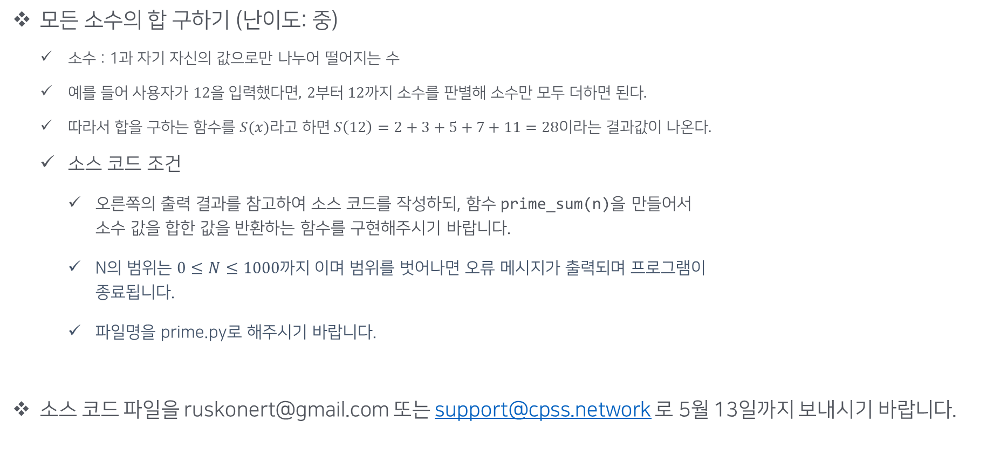 ❖ 모든 소수의 합 구하기 (난이도: 중)
✓ 소수 : 1과 자기 자신의 값으로만 나누어 떨어지는 수
✓ 예를 들어 사용자가 12을 입력했다면, 2부터 12까지 소수를 판별해 소수만 모두 더하면 된다.
✓ 따라서 합을 구하는 함수를 S(x)라고 하면 S(12) = 2 + 3 + 5 + 7 + 11 = 28이라는 결과값이 나온다.
✓ 소스 코드 조건
✓ 오른쪽의 출력 결과를 참고하여 소스 코드를 작성하되, 함수 prime_sum(n)을 만들어서
소수 값을 합한 값을 반환하는 함수를 구현해주시기 바랍니다.
✓ N의 범위는 0 ≤ N ≤ 1000까지 이며 범위를 벗어나면 오류 메시지가 출력되며 프로그램이
종료됩니다.
✓ 파일명을 prime.py로 해주시기 바랍니다.
❖ 소스 코드 파일을 ruskonert@gmail.com 또는 support@cpss.network 로 5월 13일까지 보내시기 바랍니다.